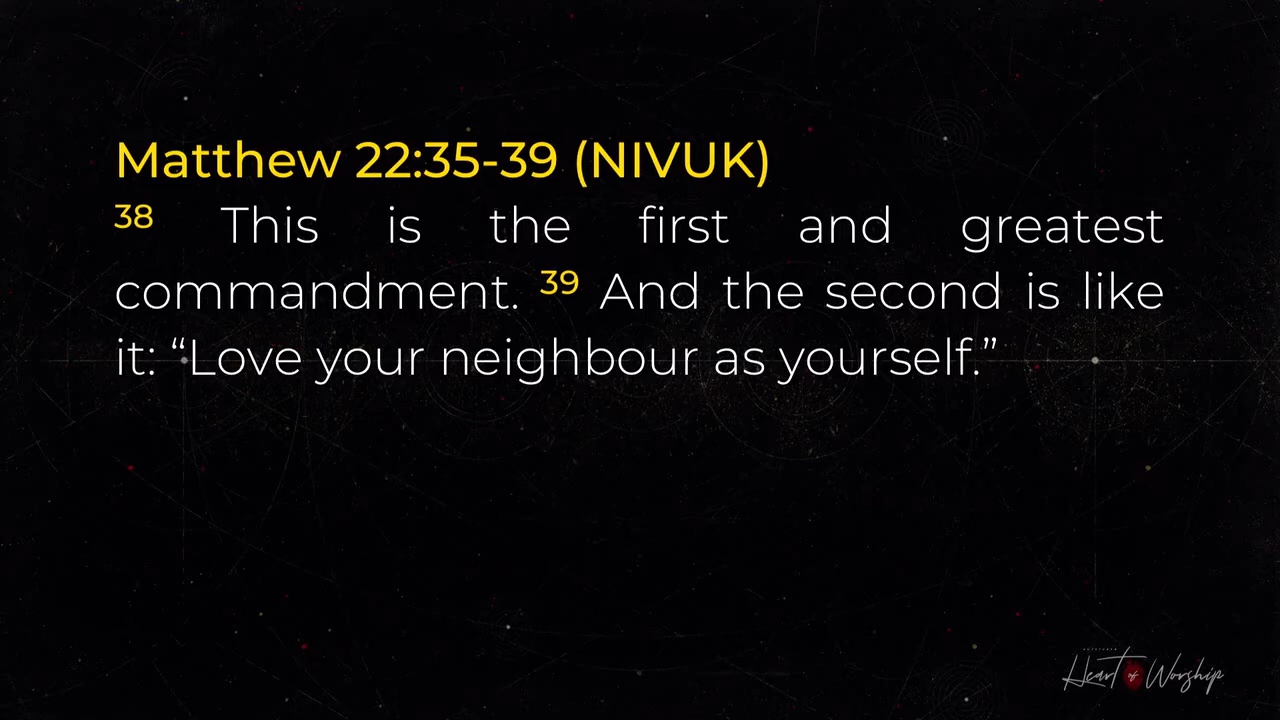 Matthew 22:35-39 (NIVUK)
38 This is the first and greatest
commandment. 39 And the second is like
it: “Love your neighbour as yourself.”
Heart of Worship